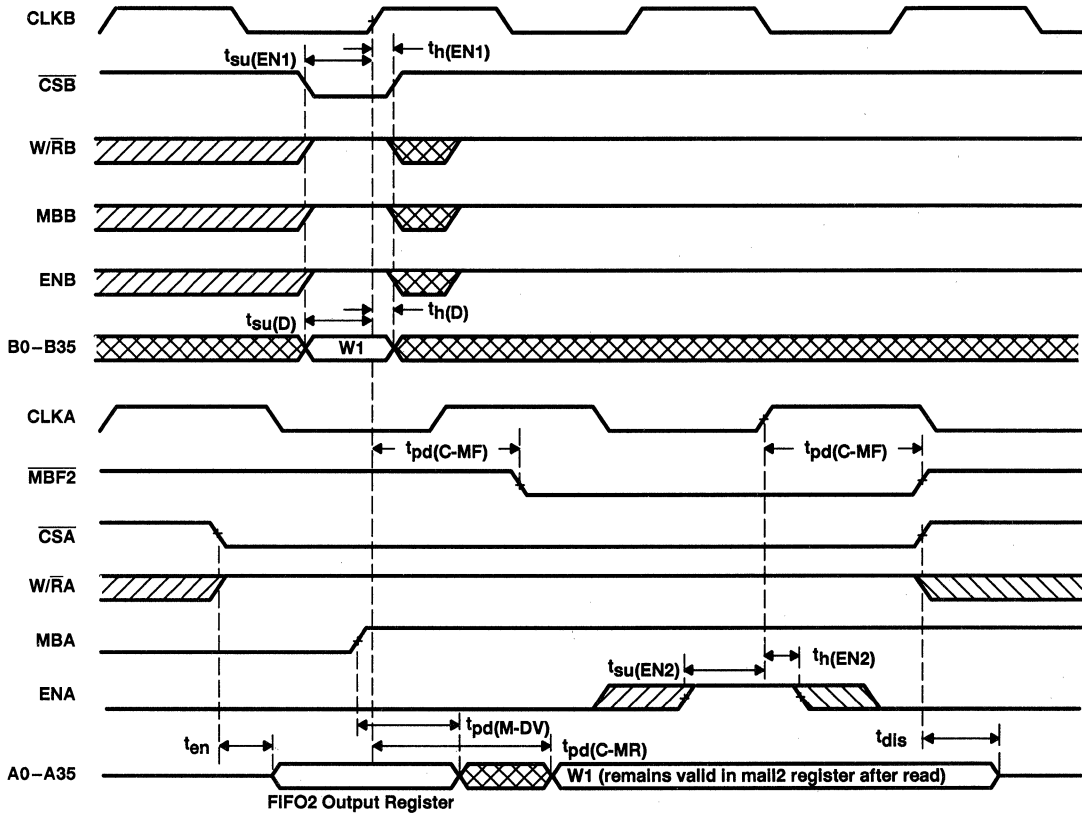 CLKB
tsu(EN1)
th(EN1)
CSB
W/RB
MBB
ENB
tsu(D)
th(D)
B0–B35
W1
CLKA
tpd(C-MF)
tpd(C-MF)
MBF2
CSA
W/RA
MBA
tsu(EN2)
th(EN2)
ENA
ten
tpd(M-DV)
tpd(C-MR)
tdis
A0–A35
W1 (remains valid in mail2 register after read)
FIFO2 Output Register